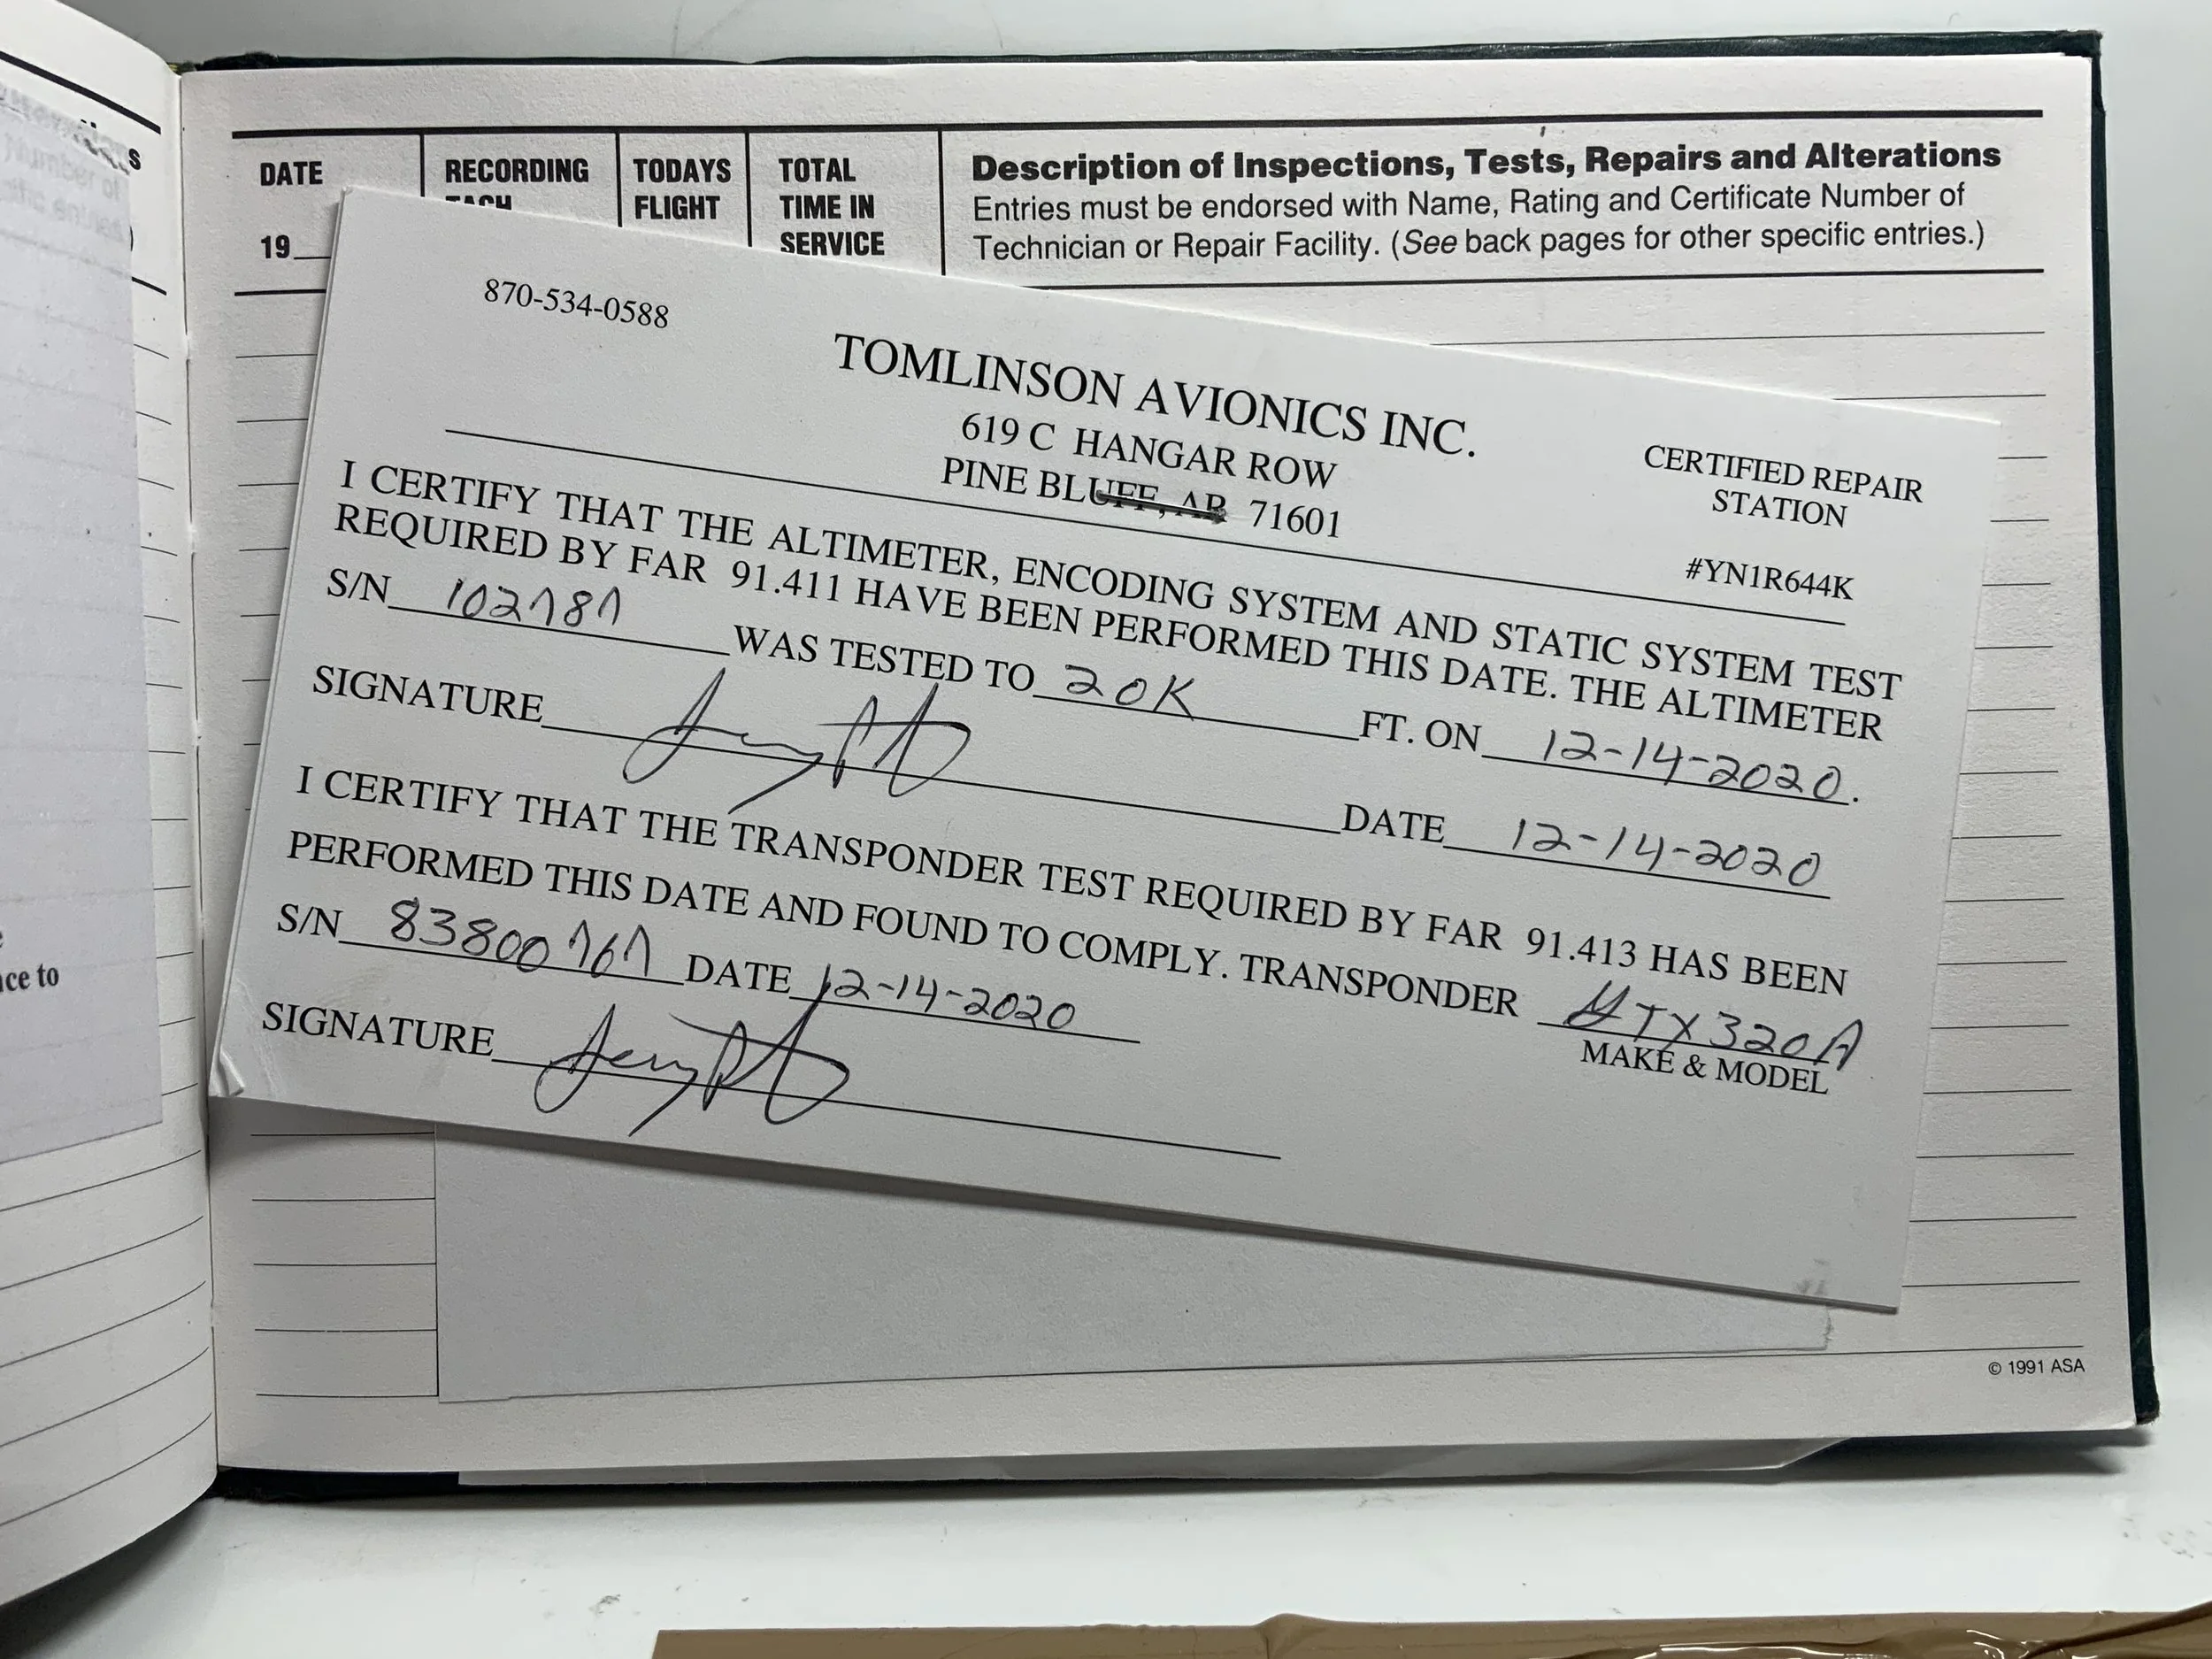 DATE
19__
RECORDING
TACH
TODAYS
FLIGHT
TOTAL
TIME IN
SERVICE
Description of Inspections, Tests, Repairs and Alterations
Entries must be endorsed with Name, Rating and Certificate Number of
Technician or Repair Facility. (See back pages for other specific entries.)
870-534-0588
TOMLINSON AVIONICS INC.
619 C HANGAR ROW
PINE BLUFF, AR 71601
CERTIFIED REPAIR
STATION
#YN1R644K
I CERTIFY THAT THE ALTIMETER, ENCODING SYSTEM AND STATIC SYSTEM TEST
REQUIRED BY FAR 91.411 HAVE BEEN PERFORMED THIS DATE. THE ALTIMETER
S/N 102787 WAS TESTED TO 20K FT. ON 12-14-2020.
SIGNATURE DATE 12-14-2020
I CERTIFY THAT THE TRANSPONDER TEST REQUIRED BY FAR 91.413 HAS BEEN
PERFORMED THIS DATE AND FOUND TO COMPLY. TRANSPONDER GTX320A
MAKE & MODEL
S/N 83800767 DATE 12-14-2020
SIGNATURE
© 1991 ASA
ce to